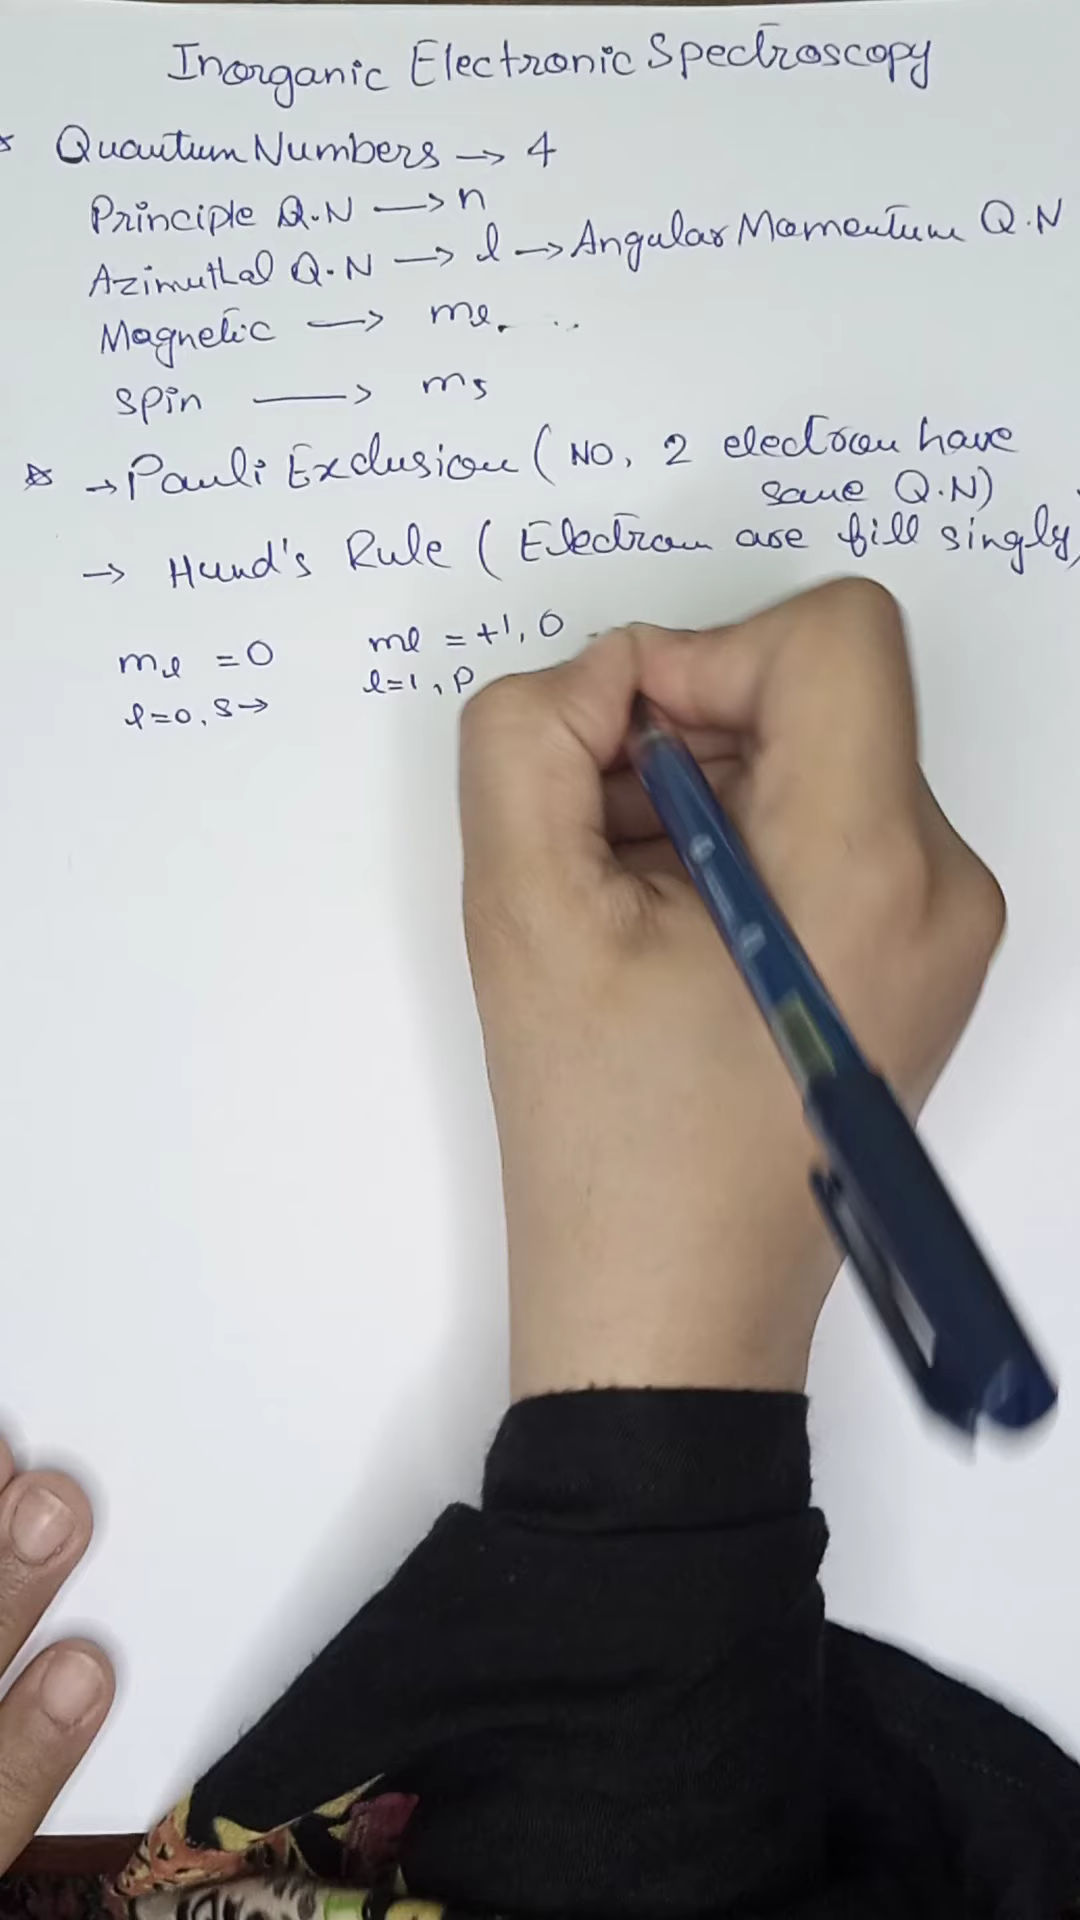 Inorganic Electronic Spectroscopy
Quantum Numbers → 4
Principle Q.N → n
Azimuthal Q.N → l → Angular Momentum Q.N
Magnetic → ml
Spin → ms
→ Pauli Exclusion (NO, 2 electron have
same Q.N)
→ Hund's Rule (Electron are fill singly)
ml = 0 ml = +1, 0
l=0, s→ l=1, p